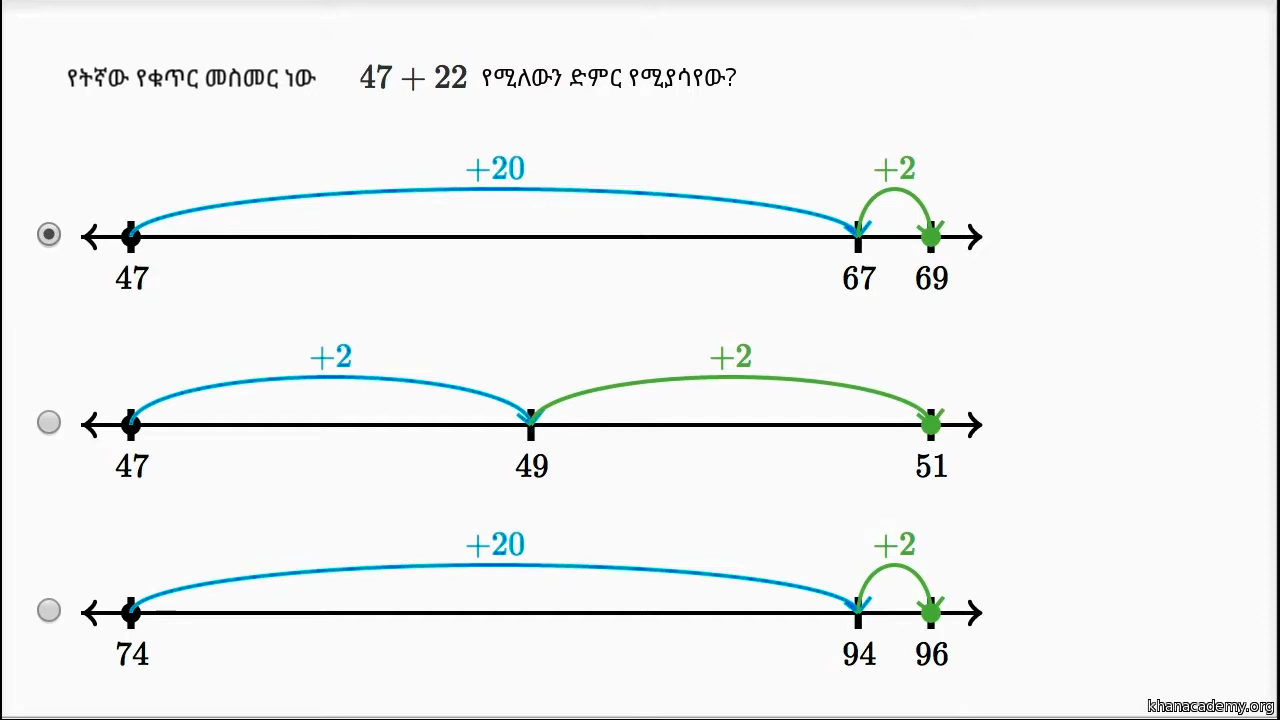 የትኛው የቁጥር መስመር ነው 47 + 22 የሚለውን ድምር የሚያሳየው?
+20 +2
47 67 69
+2 +2
47 49 51
+20 +2
74 94 96
khanacademy.org